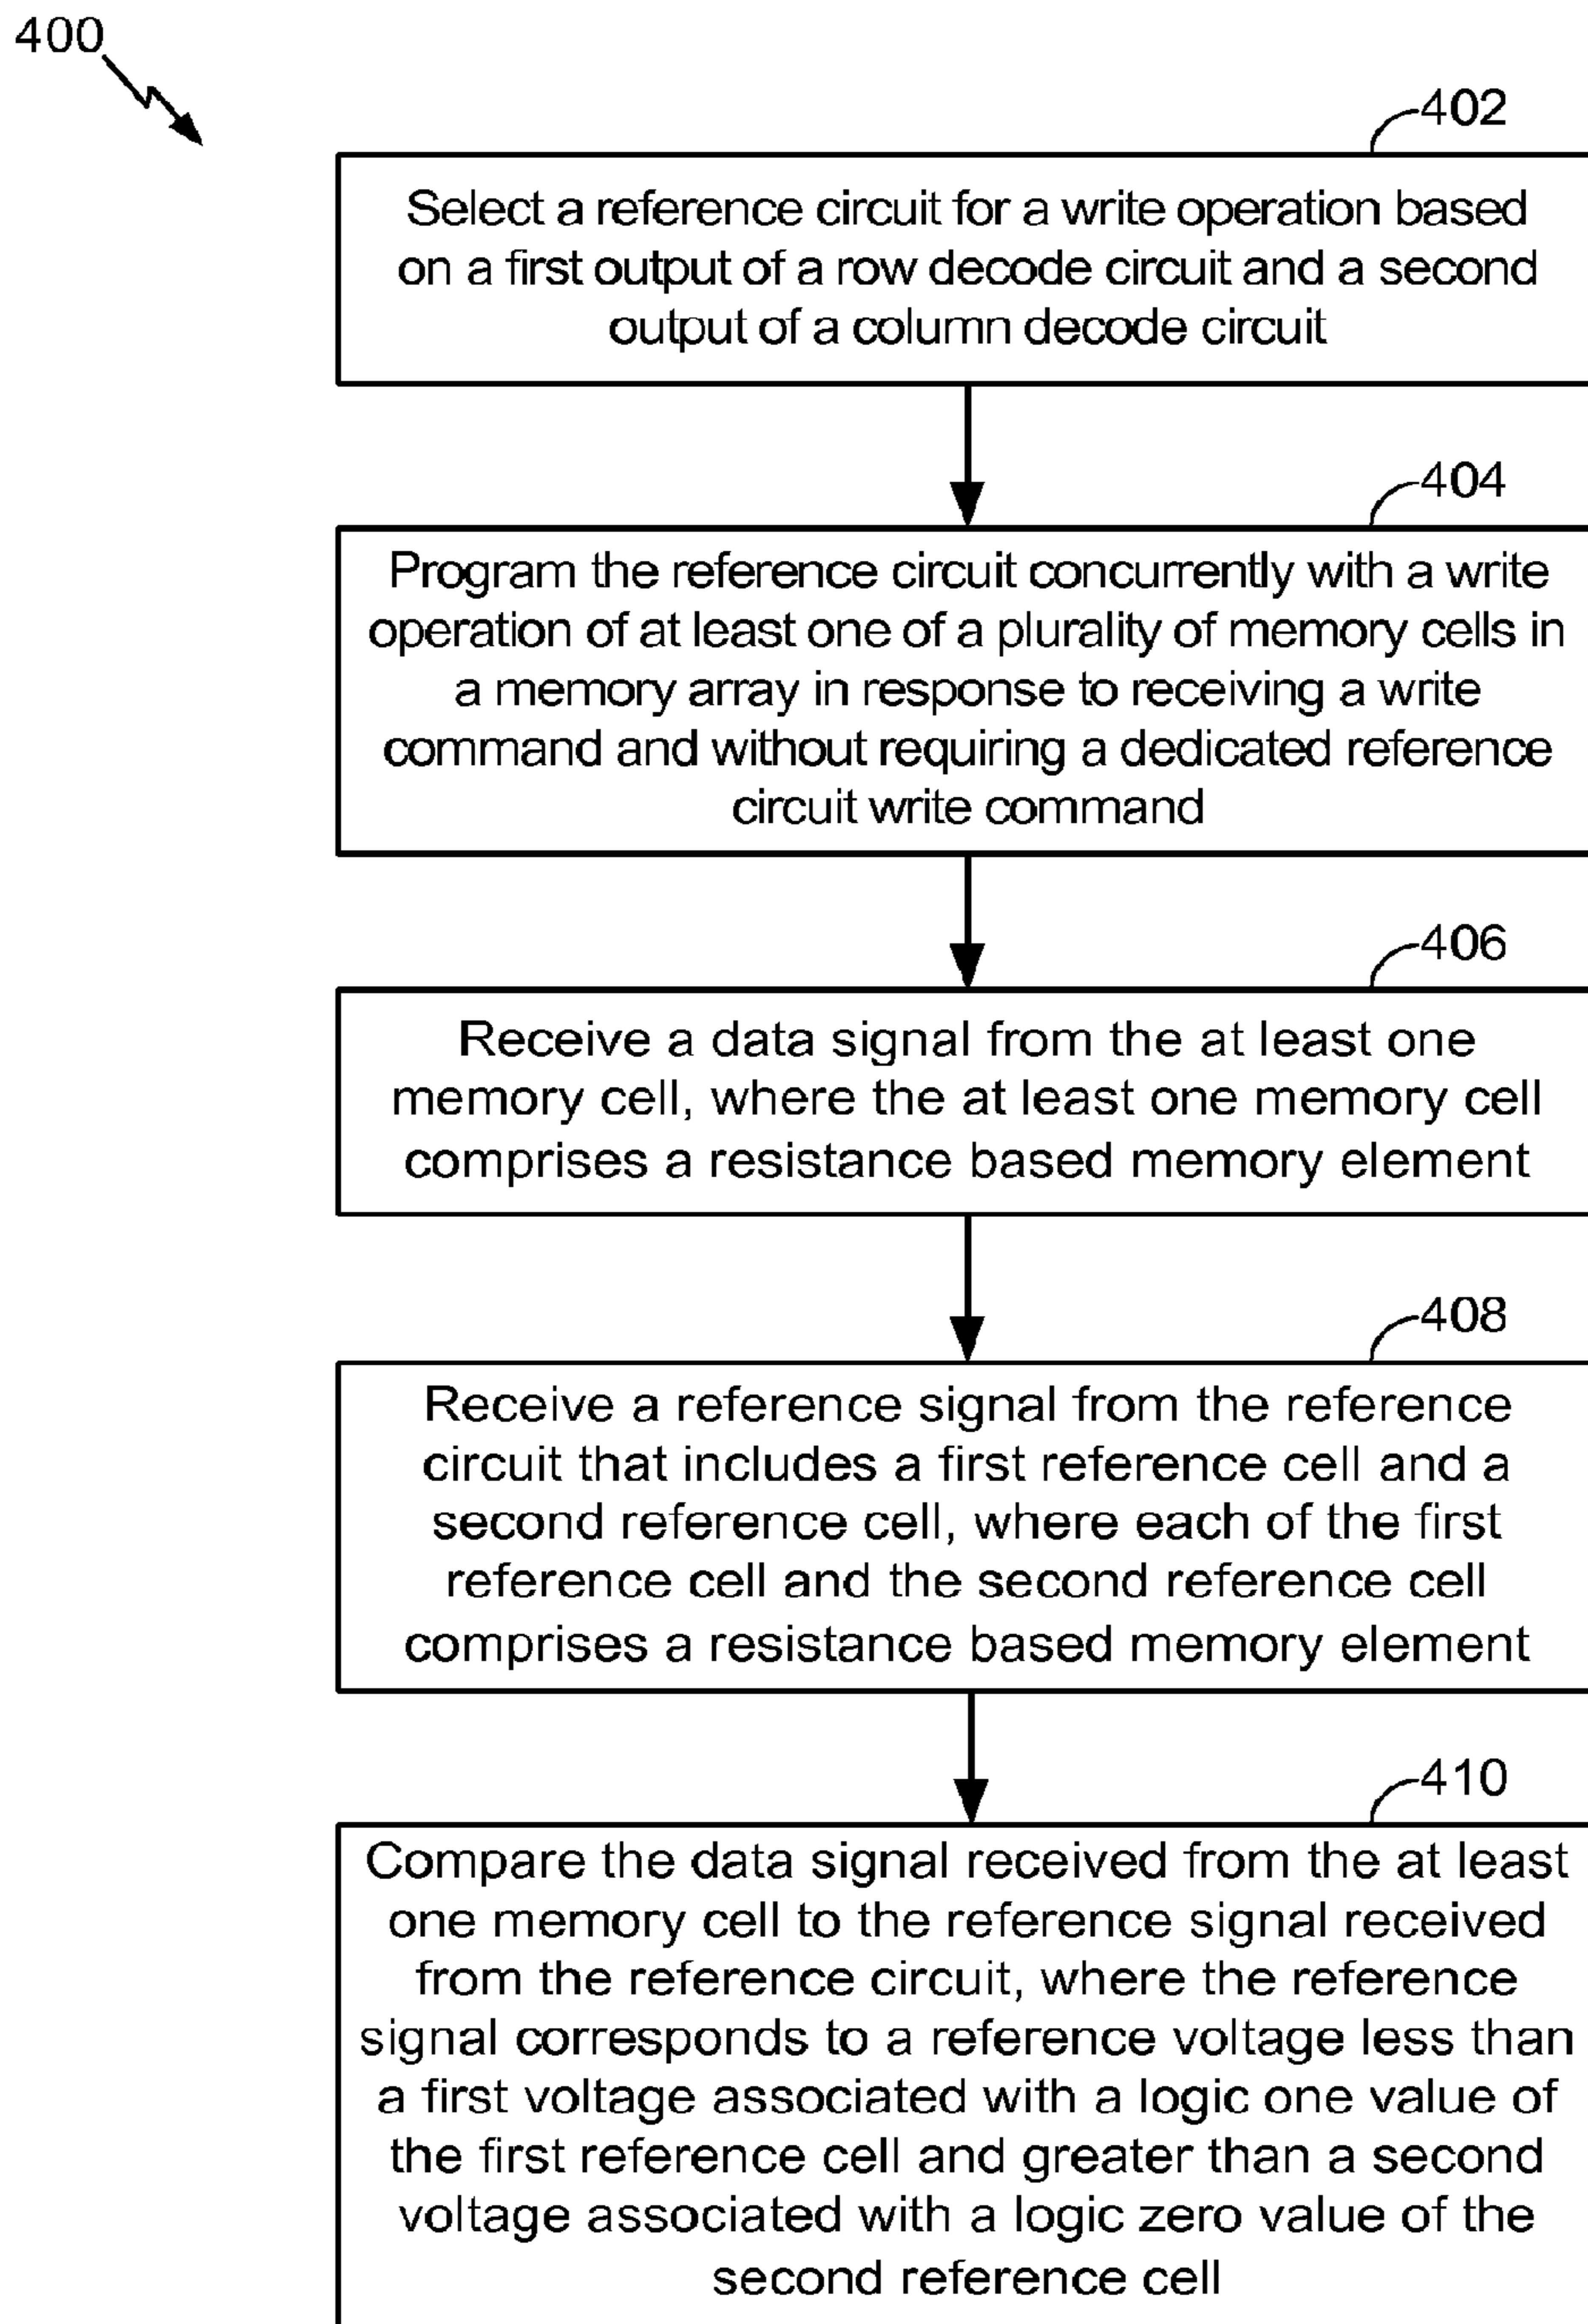 400
402
Select a reference circuit for a write operation based
on a first output of a row decode circuit and a second
output of a column decode circuit
404
Program the reference circuit concurrently with a write
operation of at least one of a plurality of memory cells in
a memory array in response to receiving a write
command and without requiring a dedicated reference
circuit write command
406
Receive a data signal from the at least one
memory cell, where the at least one memory cell
comprises a resistance based memory element
408
Receive a reference signal from the reference
circuit that includes a first reference cell and a
second reference cell, where each of the first
reference cell and the second reference cell
comprises a resistance based memory element
410
Compare the data signal received from the at least
one memory cell to the reference signal received
from the reference circuit, where the reference
signal corresponds to a reference voltage less than
a first voltage associated with a logic one value of
the first reference cell and greater than a second
voltage associated with a logic zero value of the
second reference cell